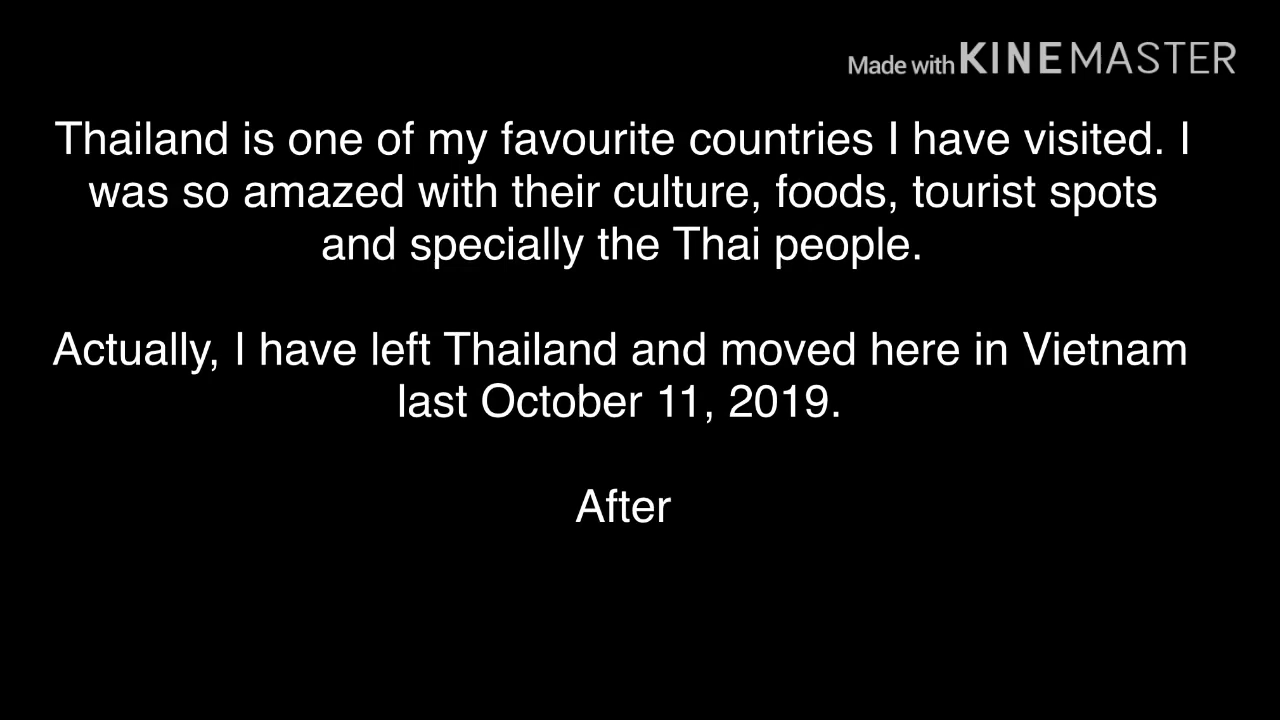 Made with KINEMASTER
Thailand is one of my favourite countries I have visited. I
was so amazed with their culture, foods, tourist spots
and specially the Thai people.
Actually, I have left Thailand and moved here in Vietnam
last October 11, 2019.
After